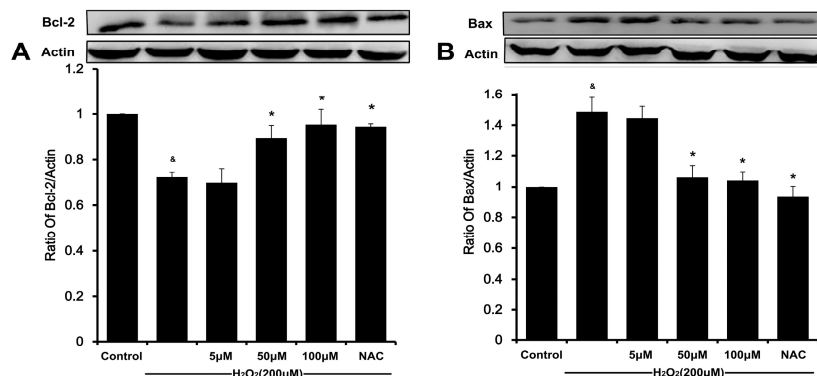 Bcl-2
A
Actin
1.2
1
0.8
0.6
0.4
0.2
0
Ratio Of Bcl-2/Actin
&
*
*
*
Control
5μM
50μM
100μM
NAC
H₂O₂(200μM)
Bax
B
Actin
1.6
1.4
1.2
1
0.8
0.6
0.4
0.2
0
Ratio Of Bax/Actin
&
*
*
*
Control
5μM
50μM
100μM
NAC
H₂O₂(200μM)